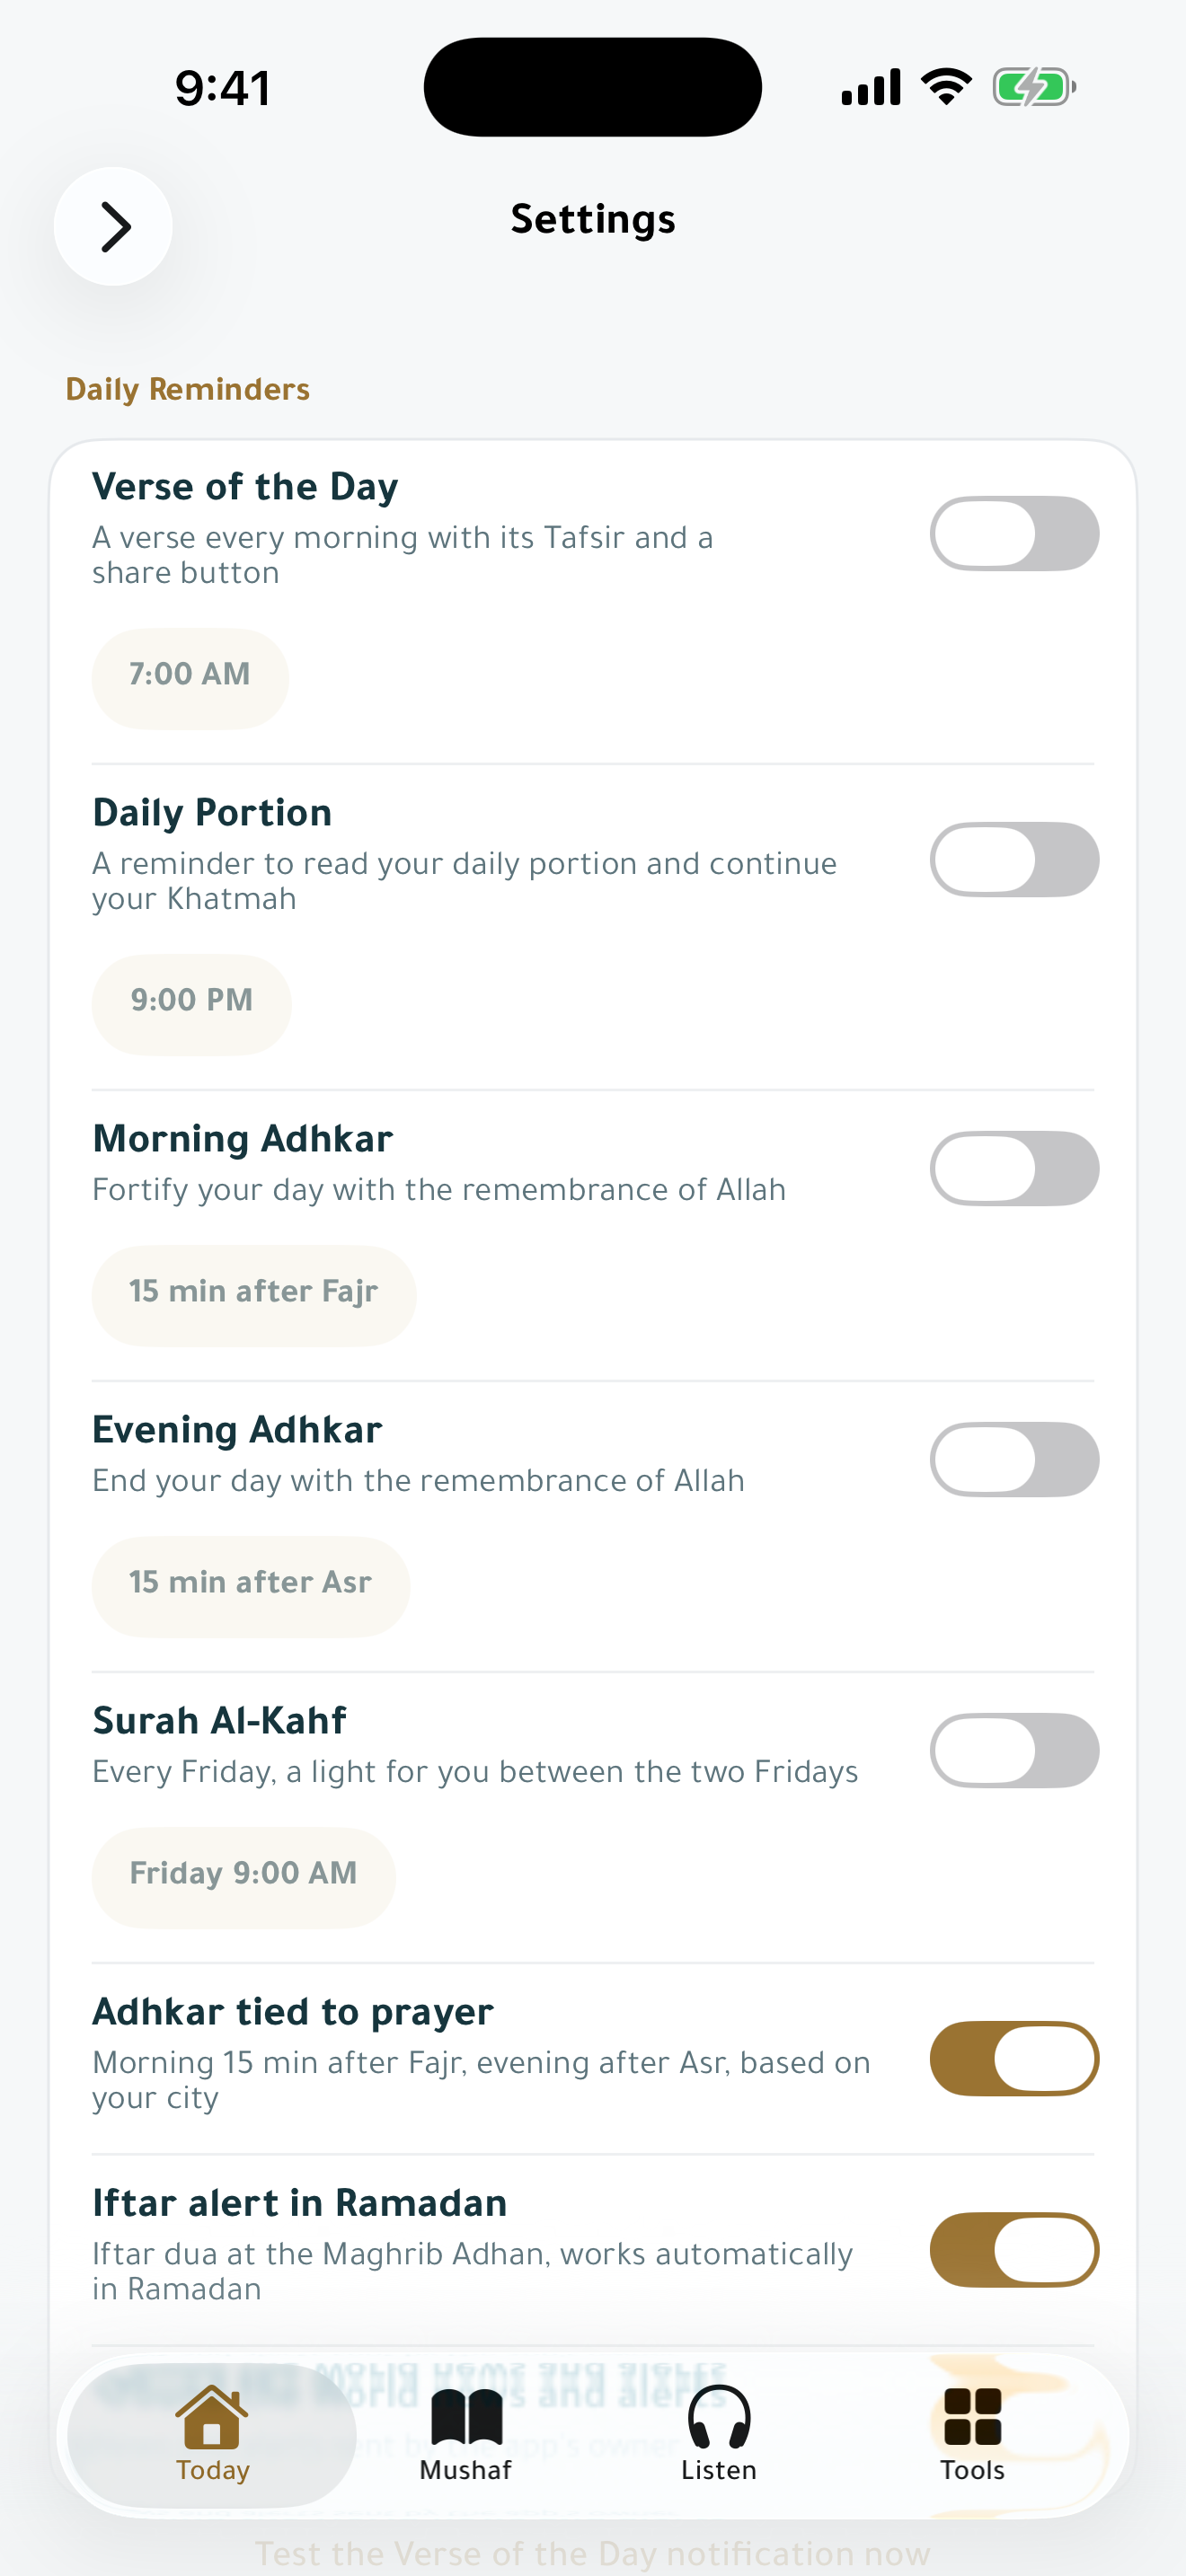 9:41
Settings
Daily Reminders
Verse of the Day
A verse every morning with its Tafsir and a
share button
7:00 AM
Daily Portion
A reminder to read your daily portion and continue
your Khatmah
9:00 PM
Morning Adhkar
Fortify your day with the remembrance of Allah
15 min after Fajr
Evening Adhkar
End your day with the remembrance of Allah
15 min after Asr
Surah Al-Kahf
Every Friday, a light for you between the two Fridays
Friday 9:00 AM
Adhkar tied to prayer
Morning 15 min after Fajr, evening after Asr, based on
your city
Iftar alert in Ramadan
Iftar dua at the Maghrib Adhan, works automatically
in Ramadan
and alerts
app's owner
Today
Mushaf
Listen
Tools
Test the Verse of the Day notification now